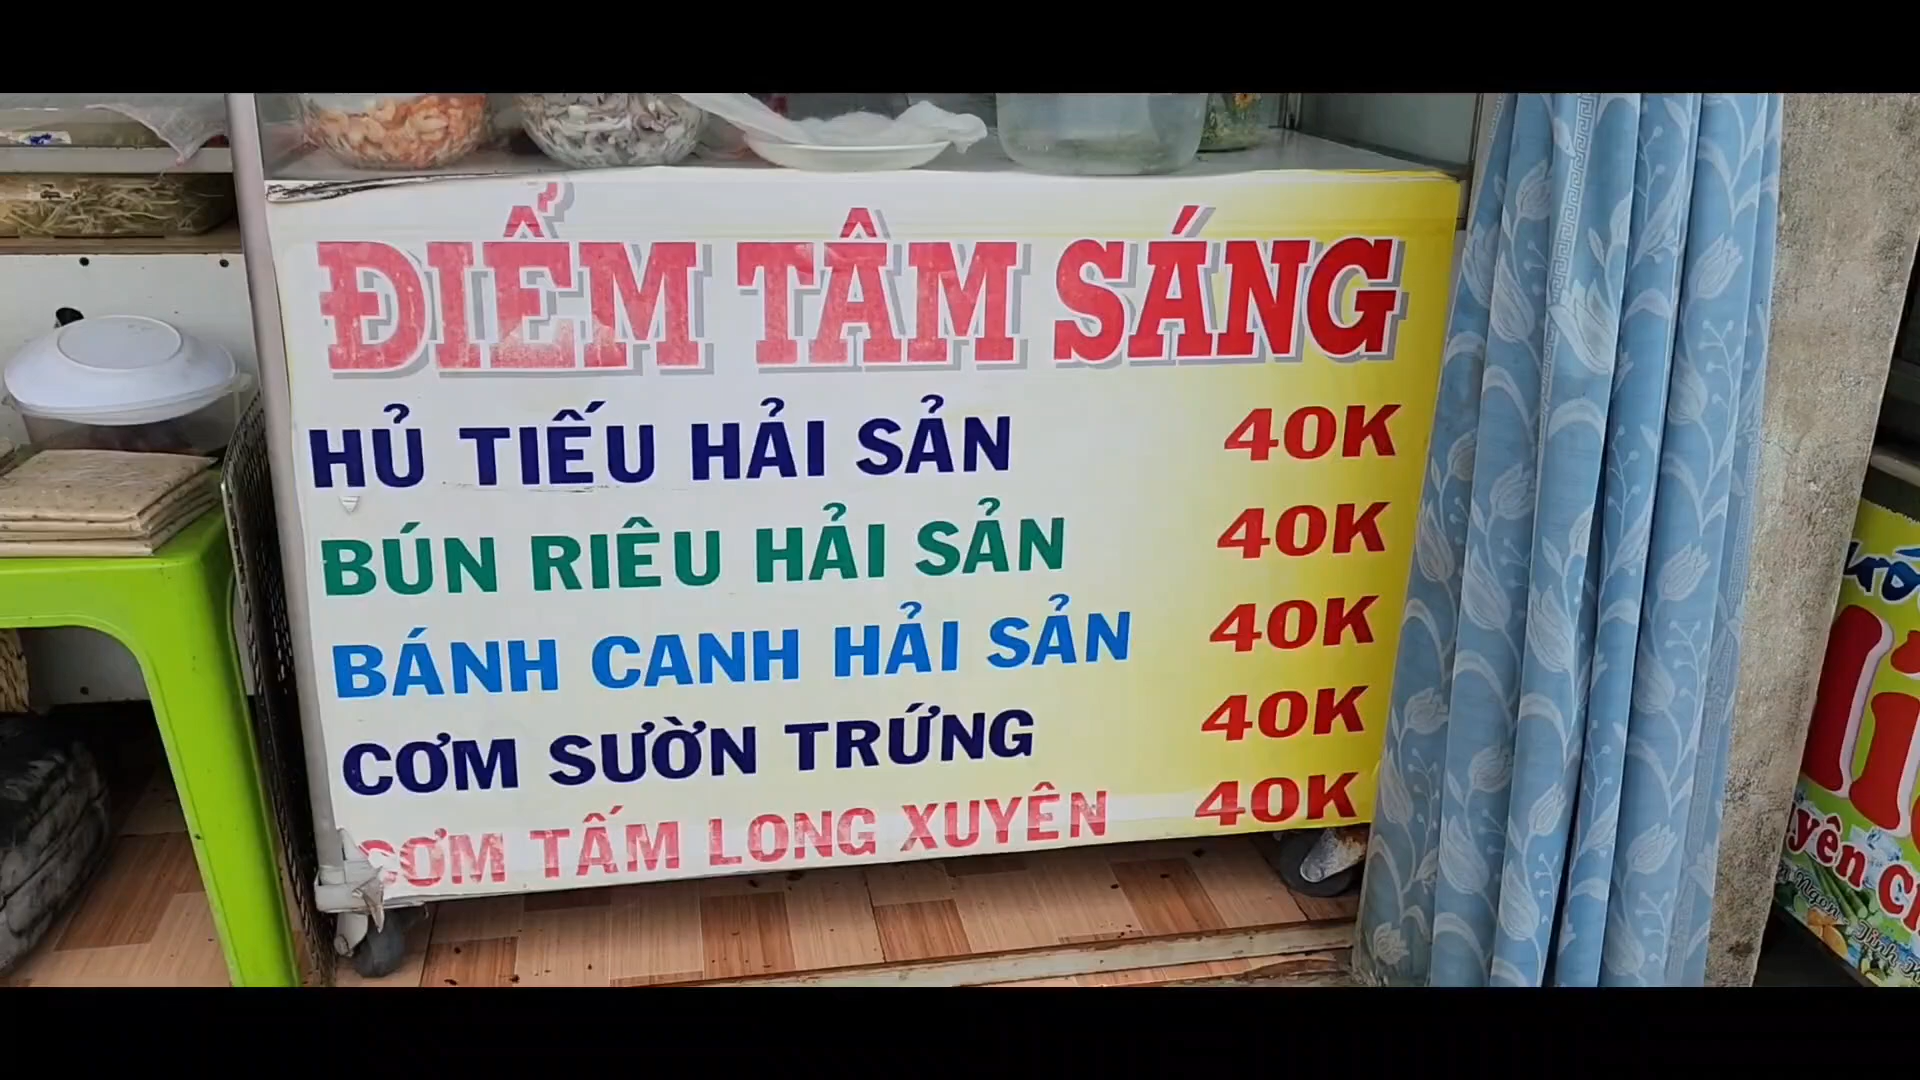 ĐIỂM TÂM SÁNG
HỦ TIẾU HẢI SẢN 40K
BÚN RIÊU HẢI SẢN 40K
BÁNH CANH HẢI SẢN 40K
CƠM SƯỜN TRỨNG 40K
CƠM TẤM LONG XUYÊN 40K